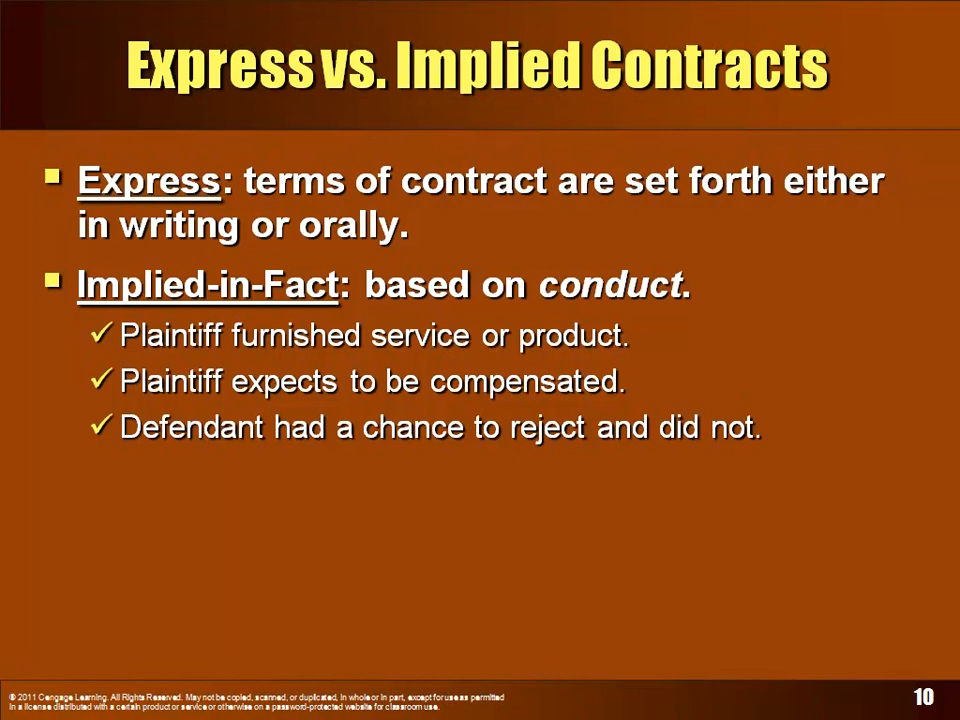 Express vs. Implied Contracts
Express: terms of contract are set forth either
in writing or orally.
Implied-in-Fact: based on conduct.
Plaintiff furnished service or product.
Plaintiff expects to be compensated.
Defendant had a chance to reject and did not.
© 2011 Cengage Learning. All Rights Reserved. May not be copied, scanned, or duplicated, in whole or in part, except for use as permitted
in a license distributed with a certain product or service or otherwise on a password-protected website for classroom use.
10